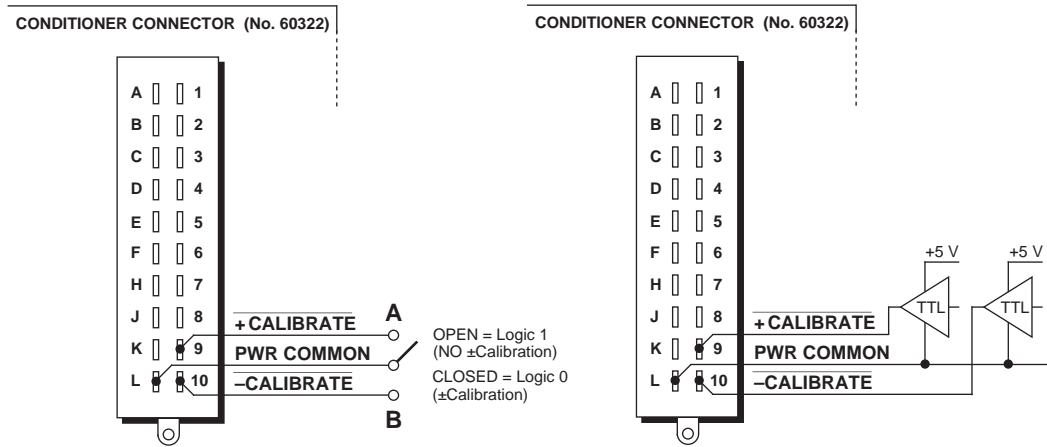 CONDITIONER CONNECTOR (No. 60322)
A 1
B 2
C 3
D 4
E 5
F 6
H 7
J 8
K 9
L 10
+CALIBRATE
PWR COMMON
–CALIBRATE
A
B
OPEN = Logic 1
(NO ±Calibration)
CLOSED = Logic 0
(±Calibration)
CONDITIONER CONNECTOR (No. 60322)
A 1
B 2
C 3
D 4
E 5
F 6
H 7
J 8
K 9
L 10
+CALIBRATE
PWR COMMON
–CALIBRATE
+5 V
+5 V
TTL
TTL